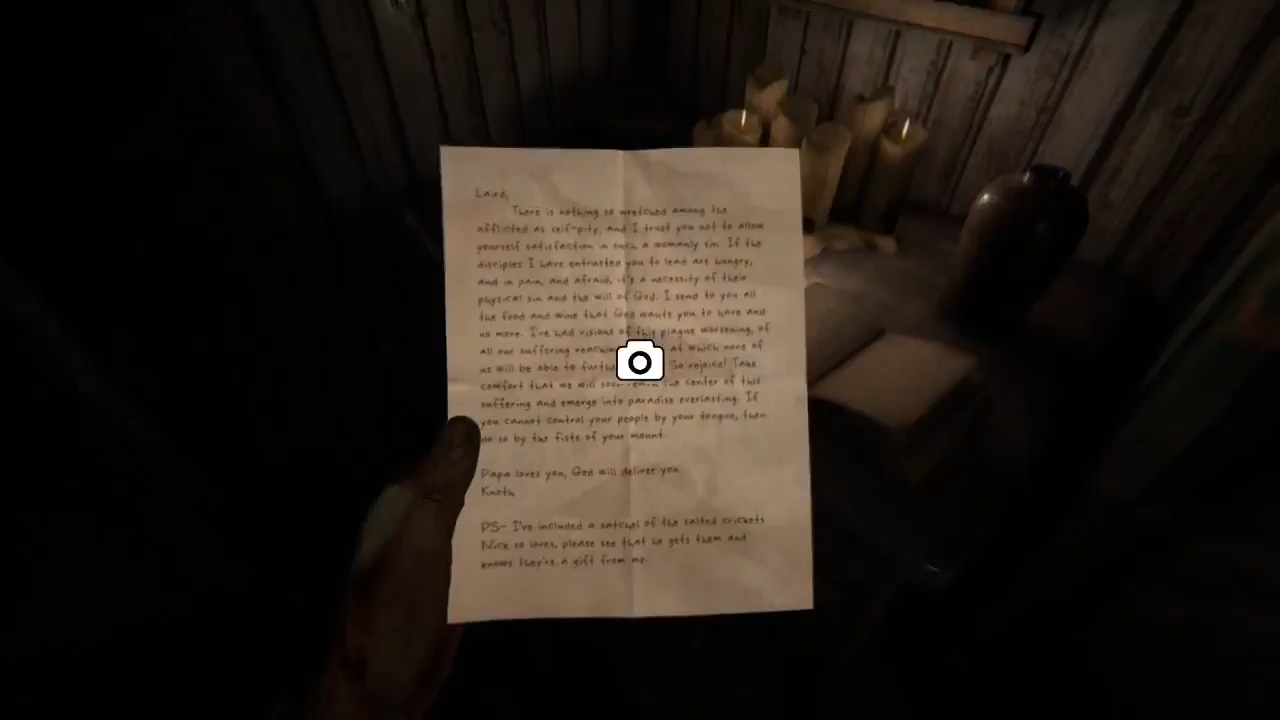 Laird,
There is nothing so wretched among the
afflicted as self-pity, and I trust you not to allow
yourself satisfaction in such a womanly sin. If the
disciples I have entrusted you to lead are hungry,
and in pain, and afraid, it's a necessity of their
physical sin and the will of God. I send to you all
the food and wine that God wants you to have and
no more. I've had visions of this plague worsening, of
all our suffering reaching at which none of
us will be able to So rejoice! Take
comfort that we will soon reach the center of this
suffering and emerge into paradise everlasting. If
you cannot control your people by your tongue, then
do so by the fists of your mount.
Papa loves you, God will deliver you.
Knoth
PS- I've included a satchel of the salted crickets
Nick so loves, please see that he gets them and
knows they're a gift from me.